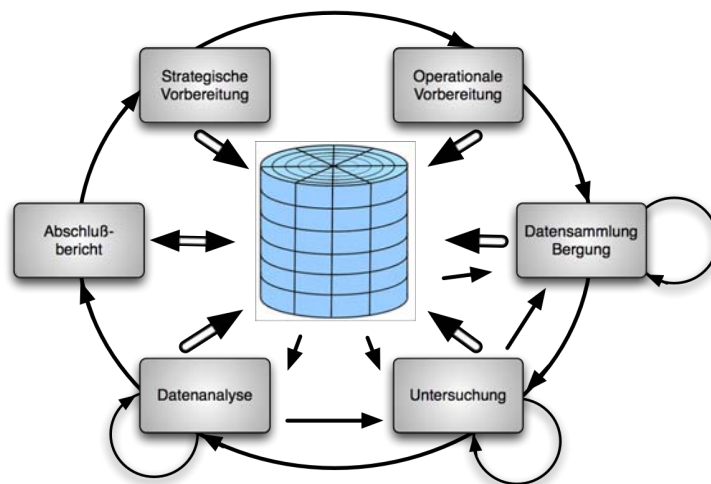 Strategische
Vorbereitung
Operationale
Vorbereitung
Abschluß-
bericht
Datensammlung
Bergung
Datenanalyse
Untersuchung